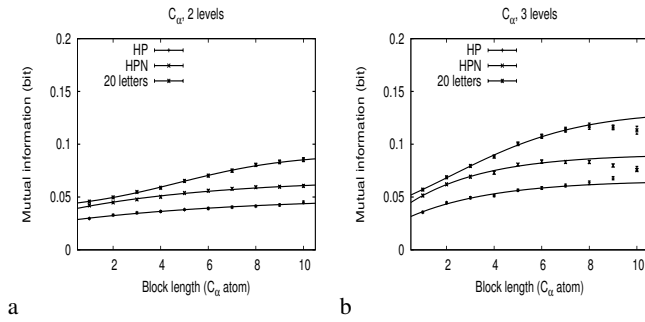 Cα, 2 levels
Mutual information (bit)
0.2
0.15
0.1
0.05
0
HP
HPN
20 letters
2 4 6 8 10
Block length (Cα atom)
a
Cα, 3 levels
Mutual information (bit)
0.2
0.15
0.1
0.05
0
HP
HPN
20 letters
2 4 6 8 10
Block length (Cα atom)
b